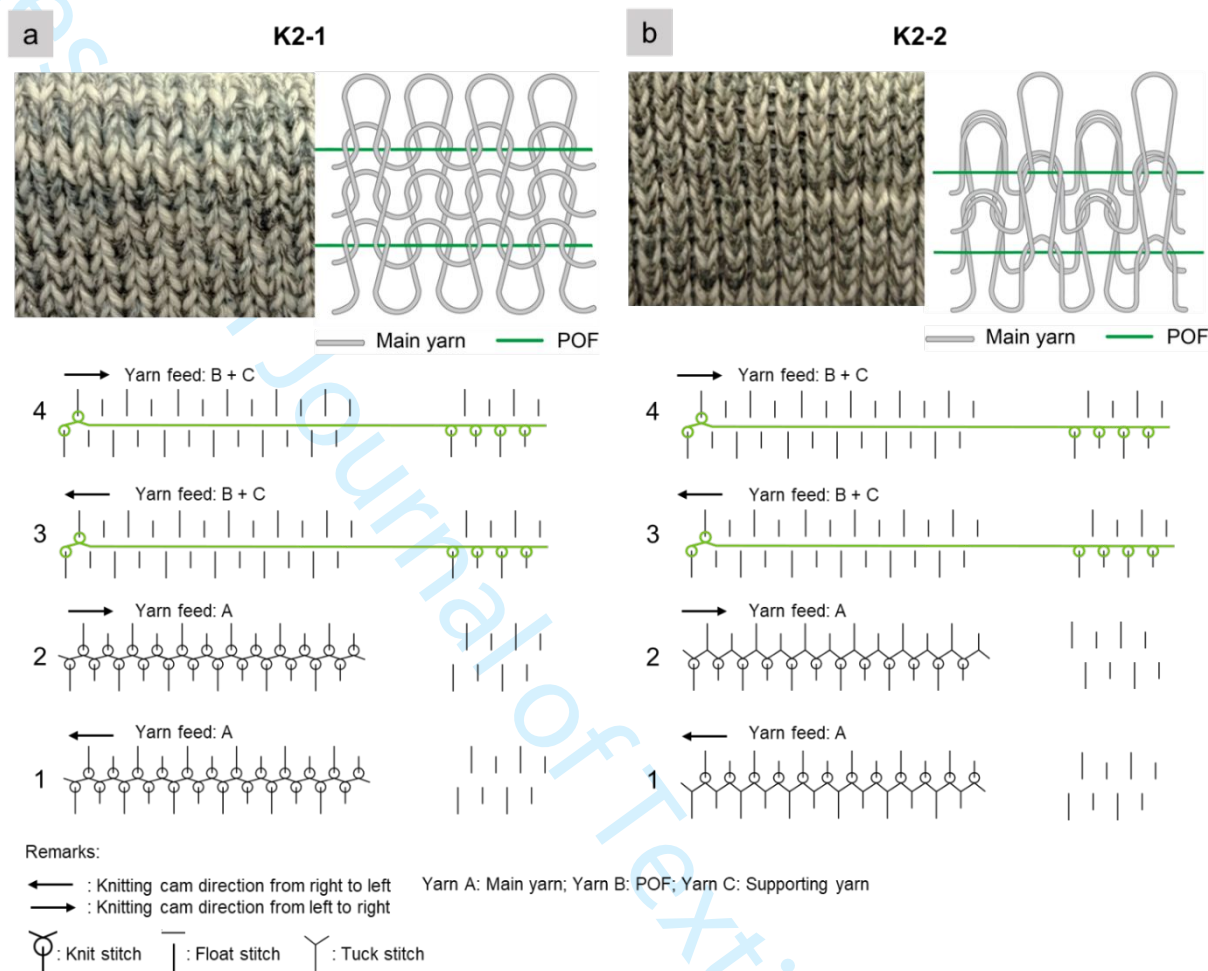 a
K2-1
Main yarn
POF
Yarn feed: B + C
4
Yarn feed: B + C
3
Yarn feed: A
2
Yarn feed: A
1
b
K2-2
Main yarn
POF
Yarn feed: B + C
4
Yarn feed: B + C
3
Yarn feed: A
2
Yarn feed: A
1
Remarks:
: Knitting cam direction from right to left
: Knitting cam direction from left to right
Yarn A: Main yarn; Yarn B: POF; Yarn C: Supporting yarn
: Knit stitch
: Float stitch
: Tuck stitch
Journal of Texti